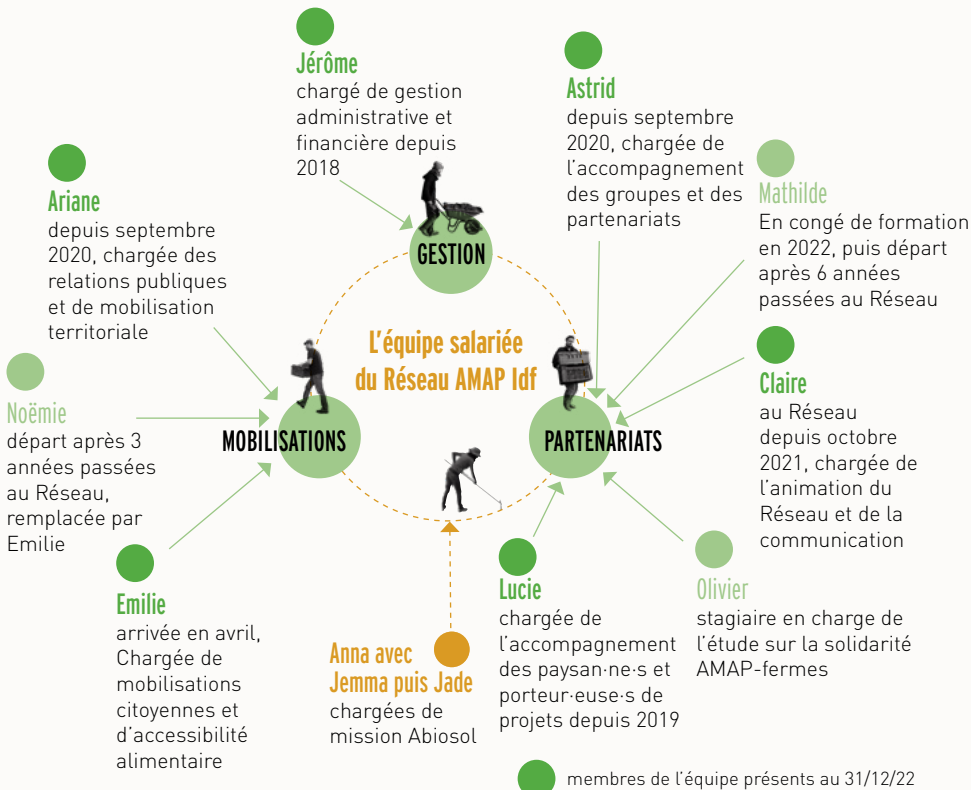 Jérôme
chargé de gestion
administrative et
financière depuis
2018
Astrid
depuis septembre
2020, chargée de
l'accompagnement
des groupes et des
partenariats
Ariane
depuis septembre
2020, chargée des
relations publiques
et de mobilisation
territoriale
Mathilde
En congé de formation
en 2022, puis départ
après 6 années
passées au Réseau
GESTION
L'équipe salariée
du Réseau AMAP Idf
MOBILISATIONS
PARTENARIATS
Noëmie
départ après 3
années passées
au Réseau,
remplacée par
Emilie
Claire
au Réseau
depuis octobre
2021, chargée de
l'animation du
Réseau et de la
communication
Emilie
arrivée en avril,
Chargée de
mobilisations
citoyennes et
d'accessibilité
alimentaire
Anna avec
Jemma puis Jade
chargées de
mission Abiosol
Lucie
chargée de
l'accompagnement
des paysan·ne·s et
porteur·euse·s de
projets depuis 2019
Olivier
stagiaire en charge de
l'étude sur la solidarité
AMAP-fermes
membres de l'équipe présents au 31/12/22